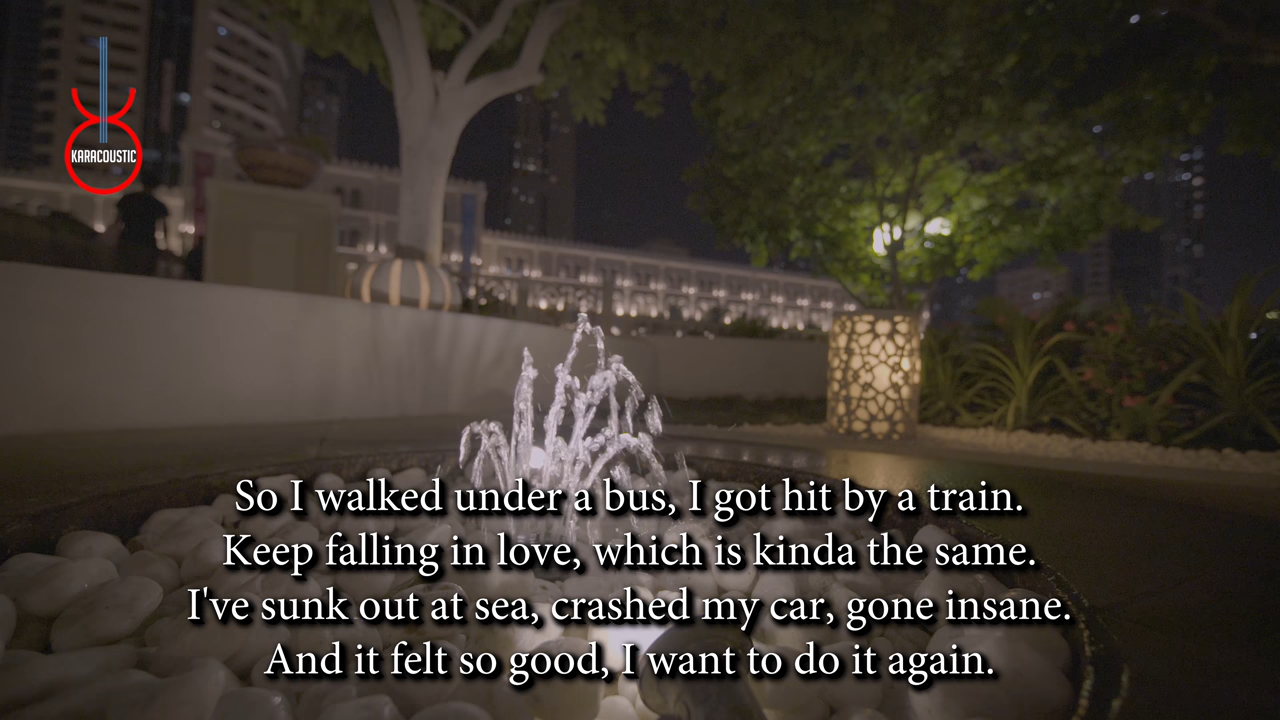 KARACOUSTIC
So I walked under a bus, I got hit by a train.
Keep falling in love, which is kinda the same.
I've sunk out at sea, crashed my car, gone insane.
And it felt so good, I want to do it again.